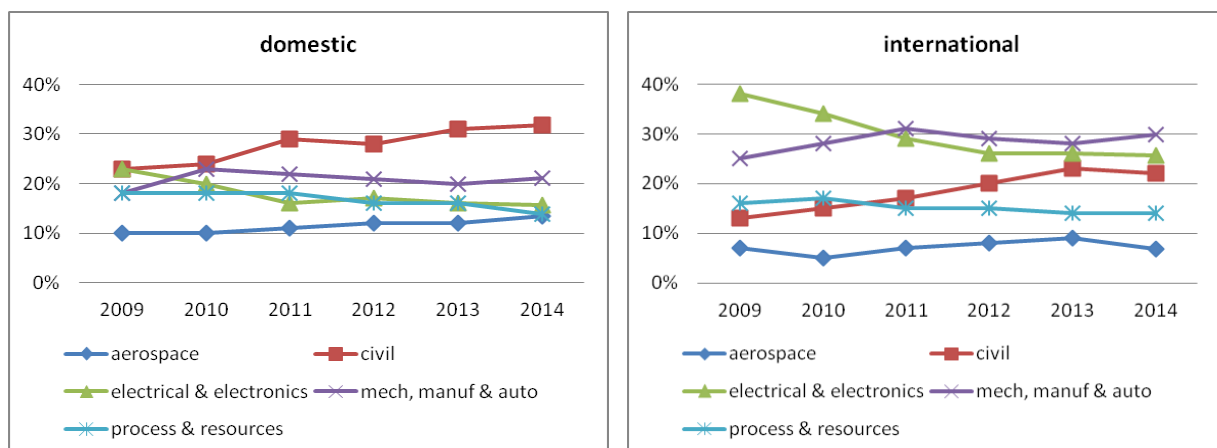 domestic
40%
30%
20%
10%
0%
2009 2010 2011 2012 2013 2014
aerospace civil
electrical & electronics mech, manuf & auto
process & resources
international
40%
30%
20%
10%
0%
2009 2010 2011 2012 2013 2014
aerospace civil
electrical & electronics mech, manuf & auto
process & resources